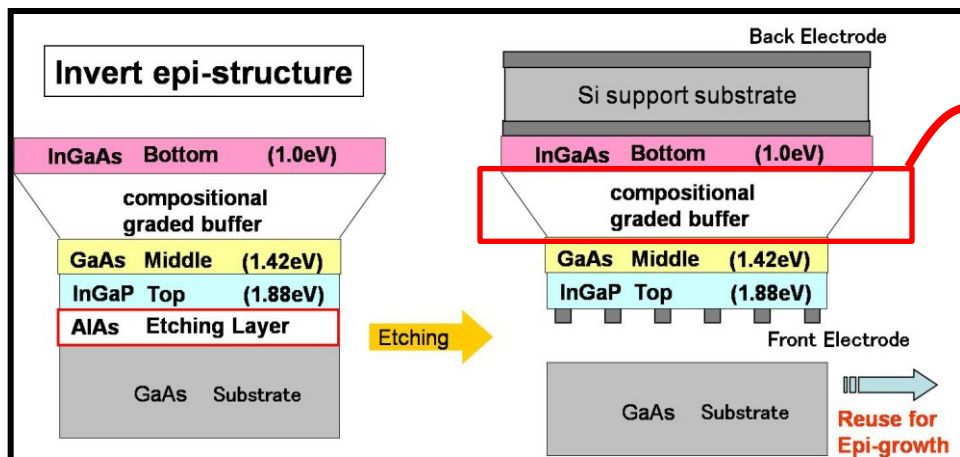 Invert epi-structure
InGaAs Bottom (1.0eV)
compositional
graded buffer
GaAs Middle (1.42eV)
InGaP Top (1.88eV)
AlAs Etching Layer
GaAs Substrate
Etching
Back Electrode
Si support substrate
InGaAs Bottom (1.0eV)
compositional
graded buffer
GaAs Middle (1.42eV)
InGaP Top (1.88eV)
Front Electrode
GaAs Substrate
Reuse for
Epi-growth